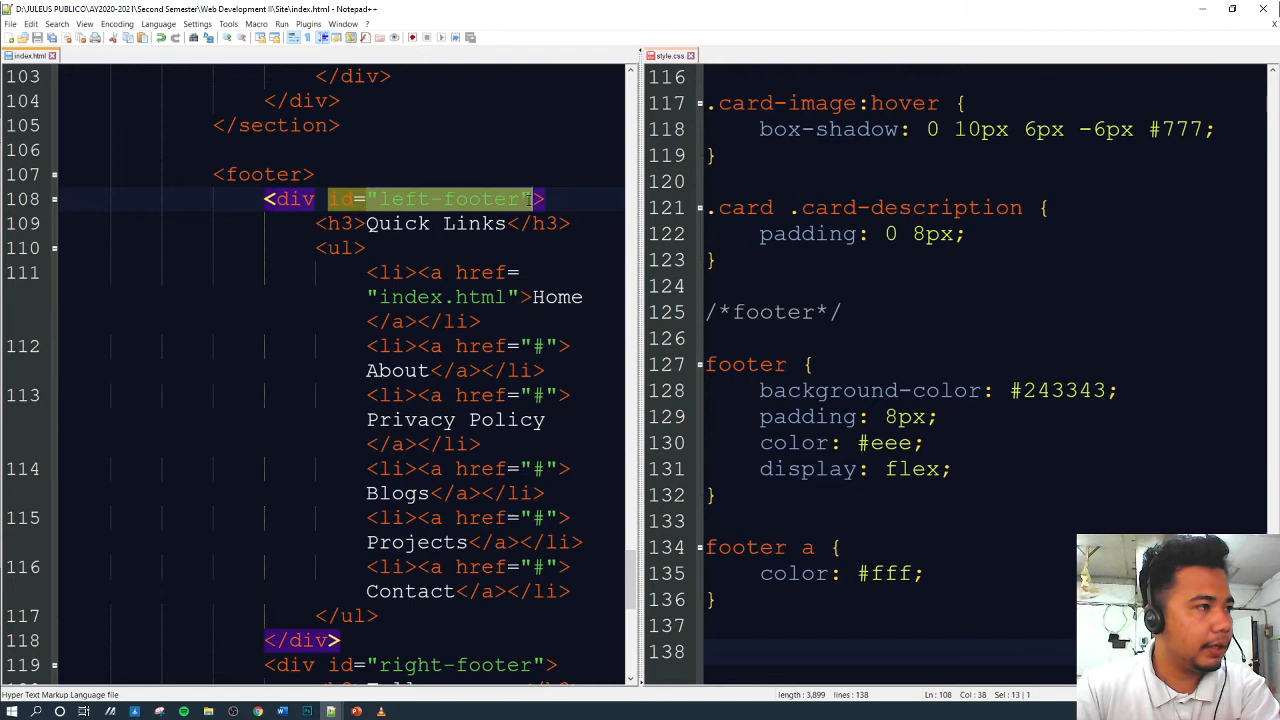 D:\JULEUS PUBLICO\AY2020-2021\Second Semester\Web Development II\Site\index.html - Notepad++
File Edit Search View Encoding Language Settings Tools Macro Run Plugins Window ?
X
index.html
103 </div>
104 </div>
105 </section>
106
107 <footer>
108 <div id="left-footer">
109 <h3>Quick Links</h3>
110 <ul>
111 <li><a href=
"index.html">Home
</a></li>
112 <li><a href="#">
About</a></li>
113 <li><a href="#">
Privacy Policy
</a></li>
114 <li><a href="#">
Blogs</a></li>
115 <li><a href="#">
Projects</a></li>
116 <li><a href="#">
Contact</a></li>
117 </ul>
118 </div>
119 <div id="right-footer">
style.css
116
117 .card-image:hover {
118 box-shadow: 0 10px 6px -6px #777;
119 }
120
121 .card .card-description {
122 padding: 0 8px;
123 }
124
125 /*footer*/
126
127 footer {
128 background-color: #243343;
129 padding: 8px;
130 color: #eee;
131 display: flex;
132 }
133
134 footer a {
135 color: #fff;
136 }
137
138
Hyper Text Markup Language file
length : 3,899 lines : 138
Ln : 108 Col : 38 Sel : 13 | 1